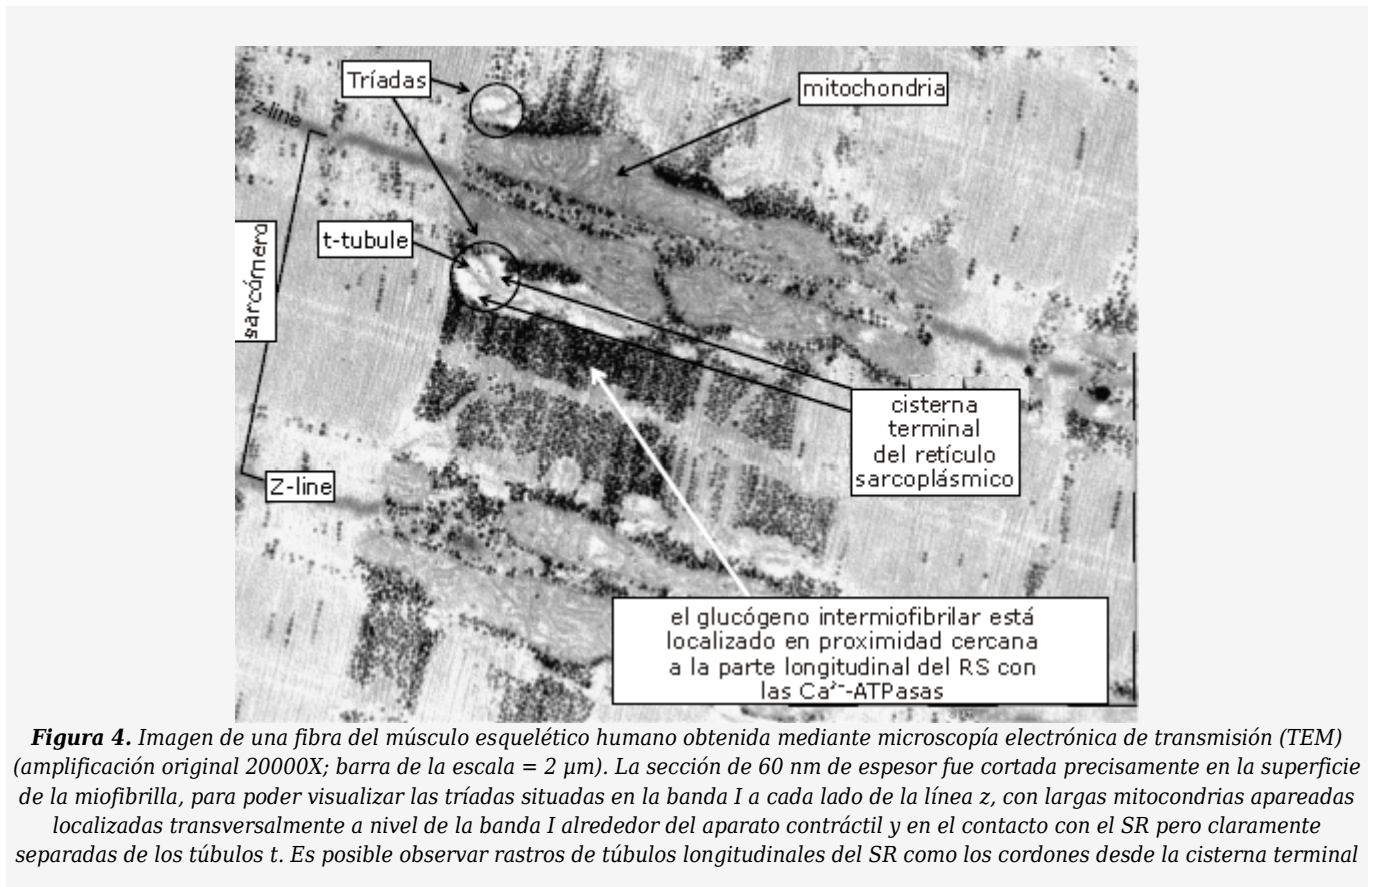 Tríadas
mitochondria
z-line
t-tubule
sarcómero
cisterna
terminal
del retículo
sarcoplásmico
Z-line
el glucógeno intermiofibrilar está
localizado en proximidad cercana
a la parte longitudinal del RS con
las Ca²⁻-ATPasas
Figura 4. Imagen de una fibra del músculo esquelético humano obtenida mediante microscopía electrónica de transmisión (TEM)
(amplificación original 20000X; barra de la escala = 2 μm). La sección de 60 nm de espesor fue cortada precisamente en la superficie
de la miofibrilla, para poder visualizar las tríadas situadas en la banda I a cada lado de la línea z, con largas mitocondrias apareadas
localizadas transversalmente a nivel de la banda I alrededor del aparato contráctil y en el contacto con el SR pero claramente
separadas de los túbulos t. Es posible observar rastros de túbulos longitudinales del SR como los cordones desde la cisterna terminal